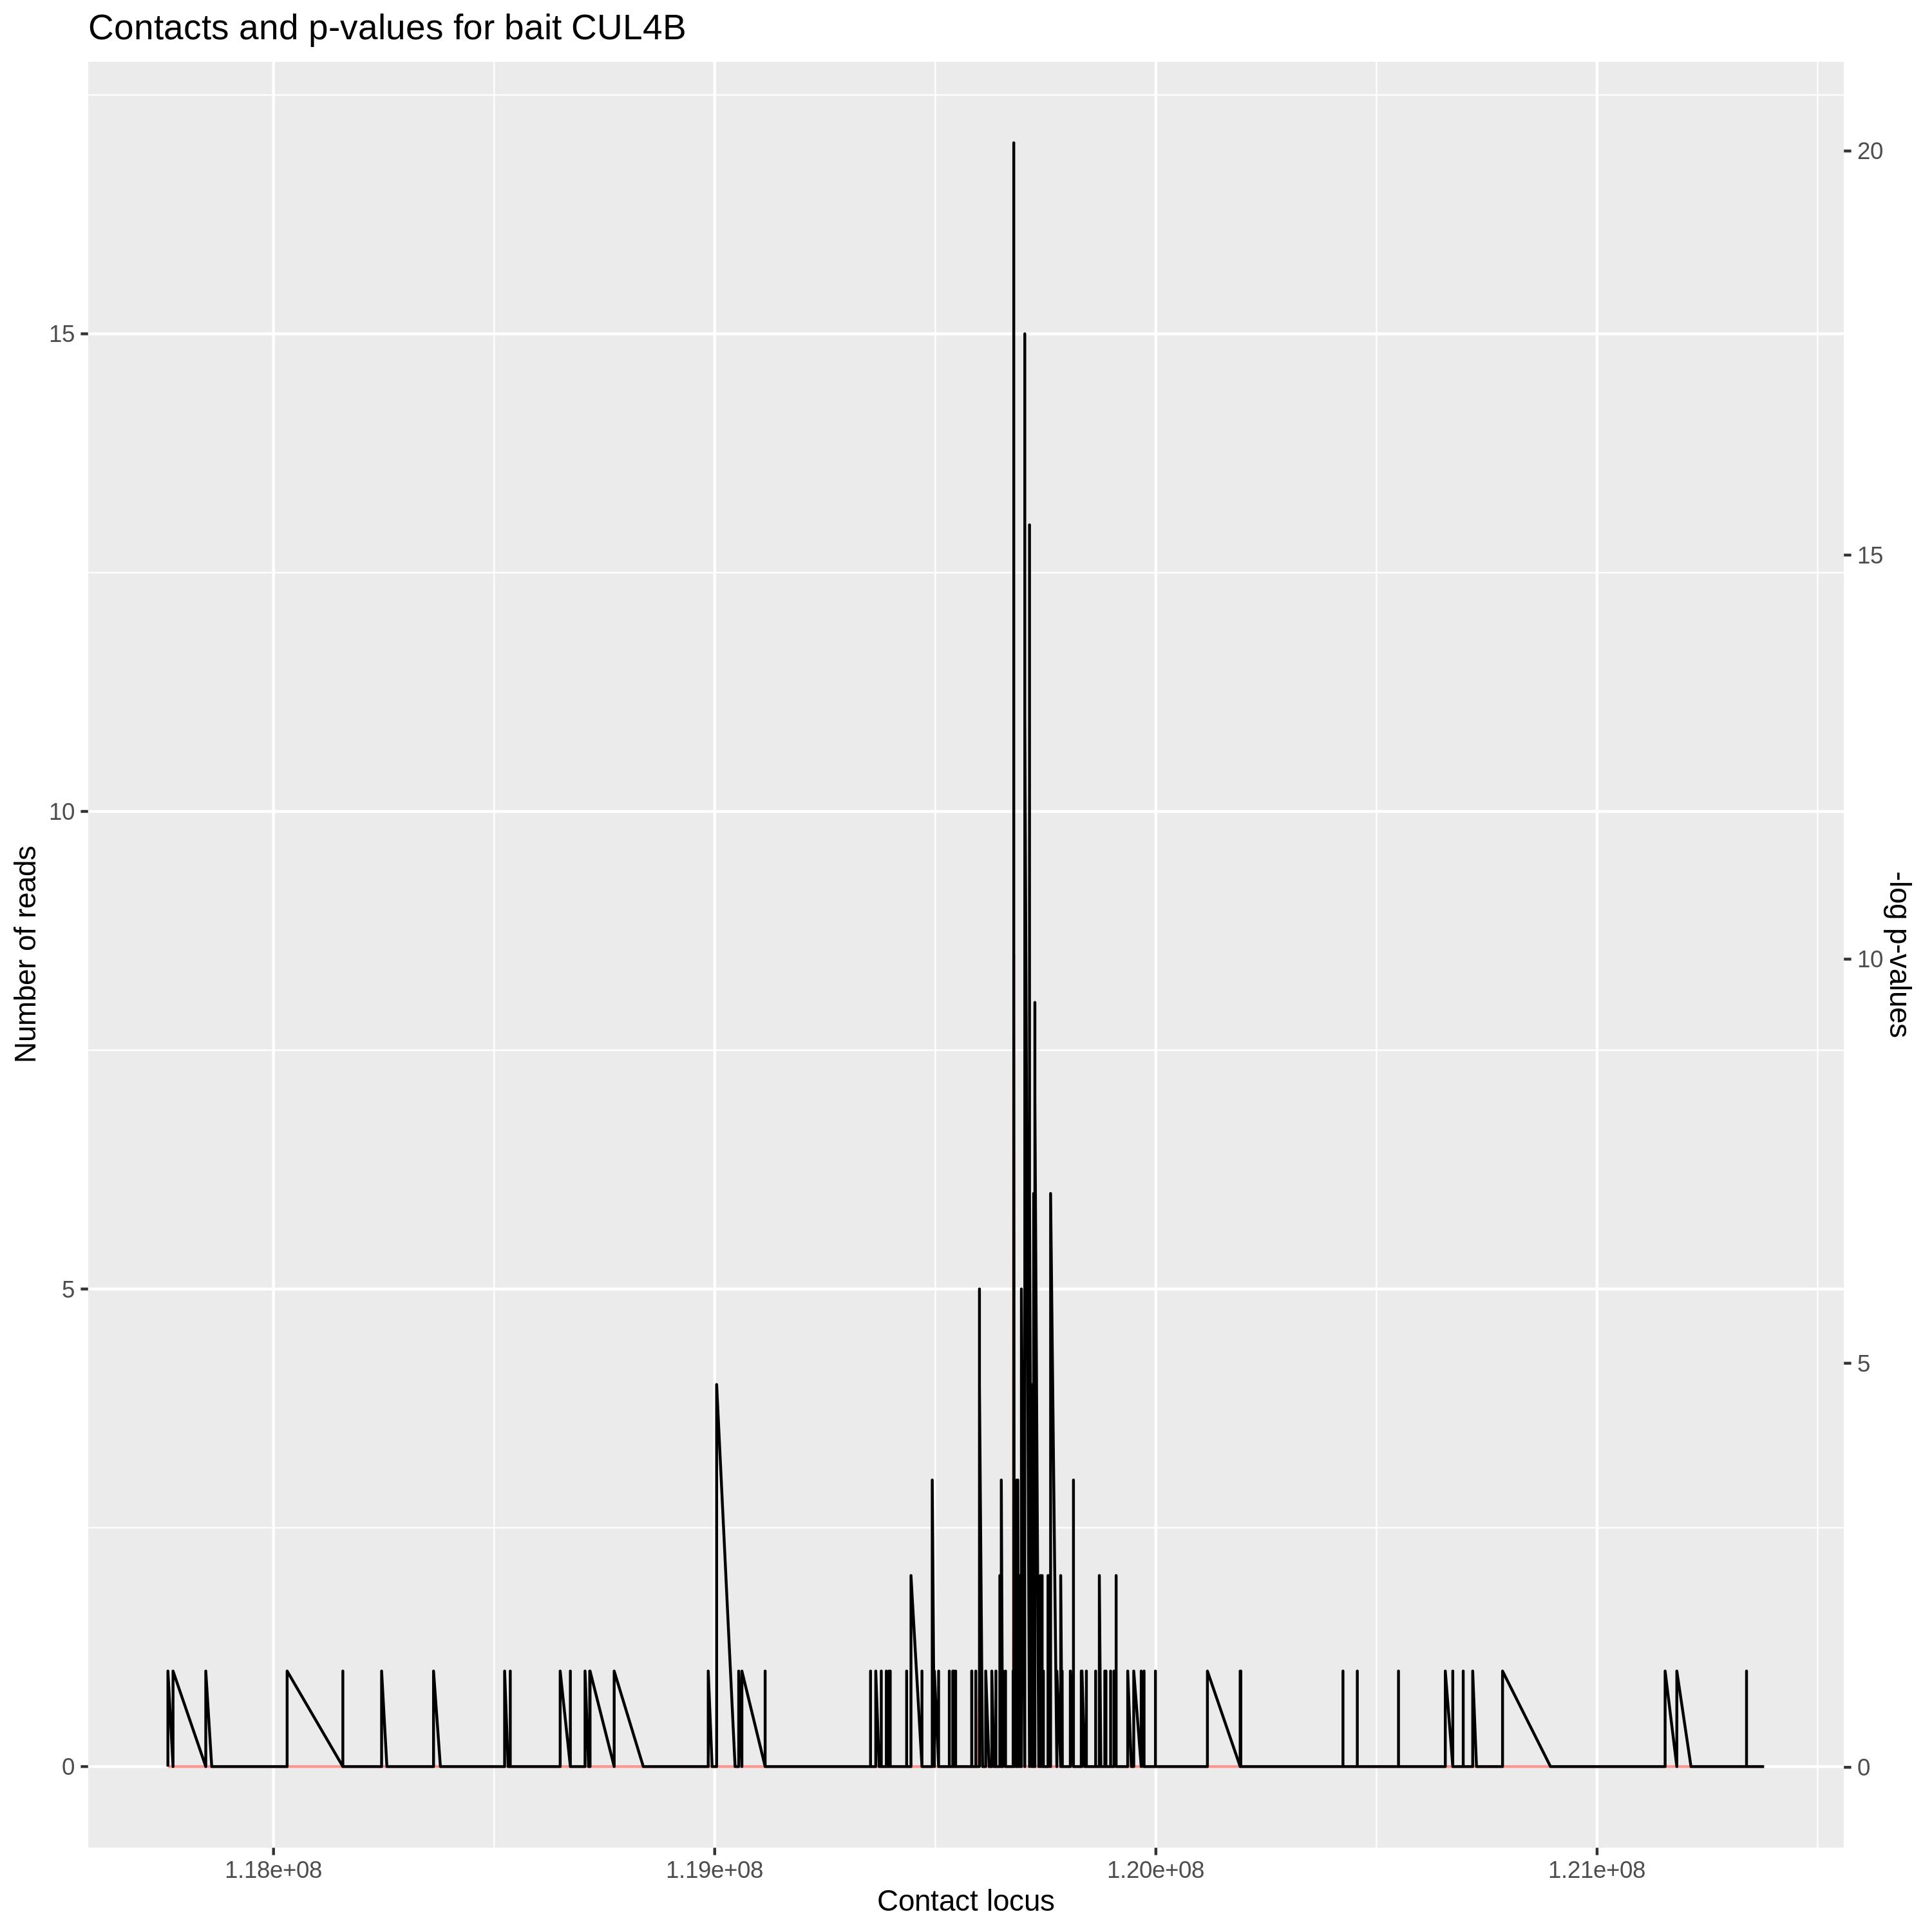 Contacts and p-values for bait CUL4B
20
15
15
10
10
5
5
0
0
Number of reads
-log p-values
1.18e+08
1.19e+08
1.20e+08
1.21e+08
Contact locus